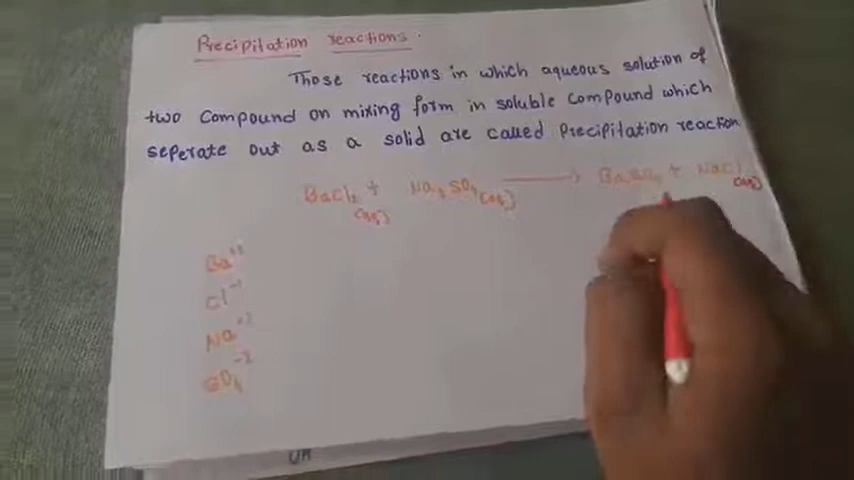 Precipitation reactions.
Those reactions in which aqueous solution of
two compound on mixing form in soluble compound which
seperate out as a solid are called precipitation reaction
BaCl₂ + Na₂SO₄ → BaSO₄ + NaCl
(aq) (aq) (aq)
Ba⁺²
Cl⁻¹
Na
SO₄⁻²